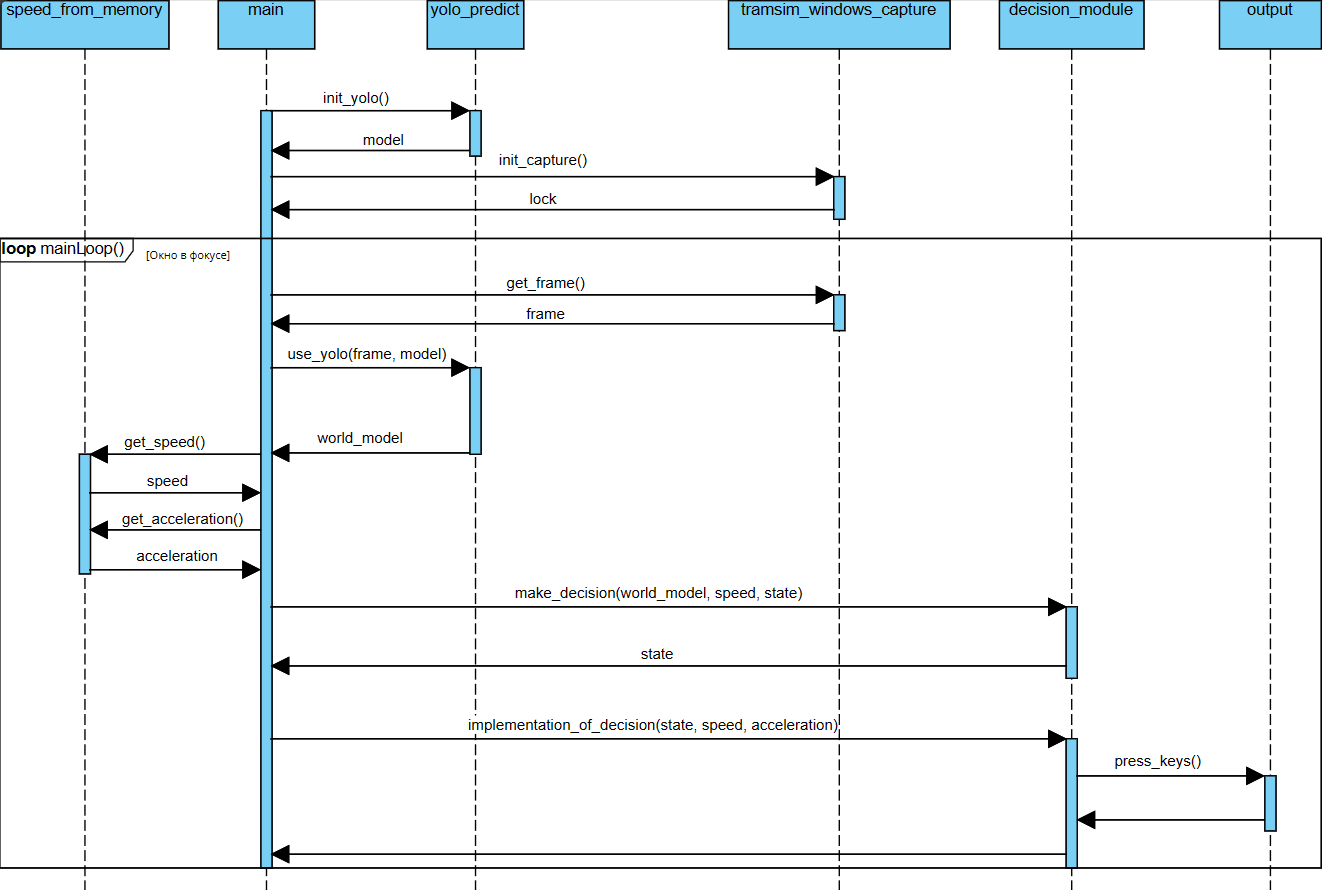 speed_from_memory
main
yolo_predict
tramsim_windows_capture
decision_module
output
init_yolo()
model
init_capture()
lock
loop mainLoop()
[Окно в фокусе]
get_frame()
frame
use_yolo(frame, model)
world_model
get_speed()
speed
get_acceleration()
acceleration
make_decision(world_model, speed, state)
state
implementation_of_decision(state, speed, acceleration)
press_keys()